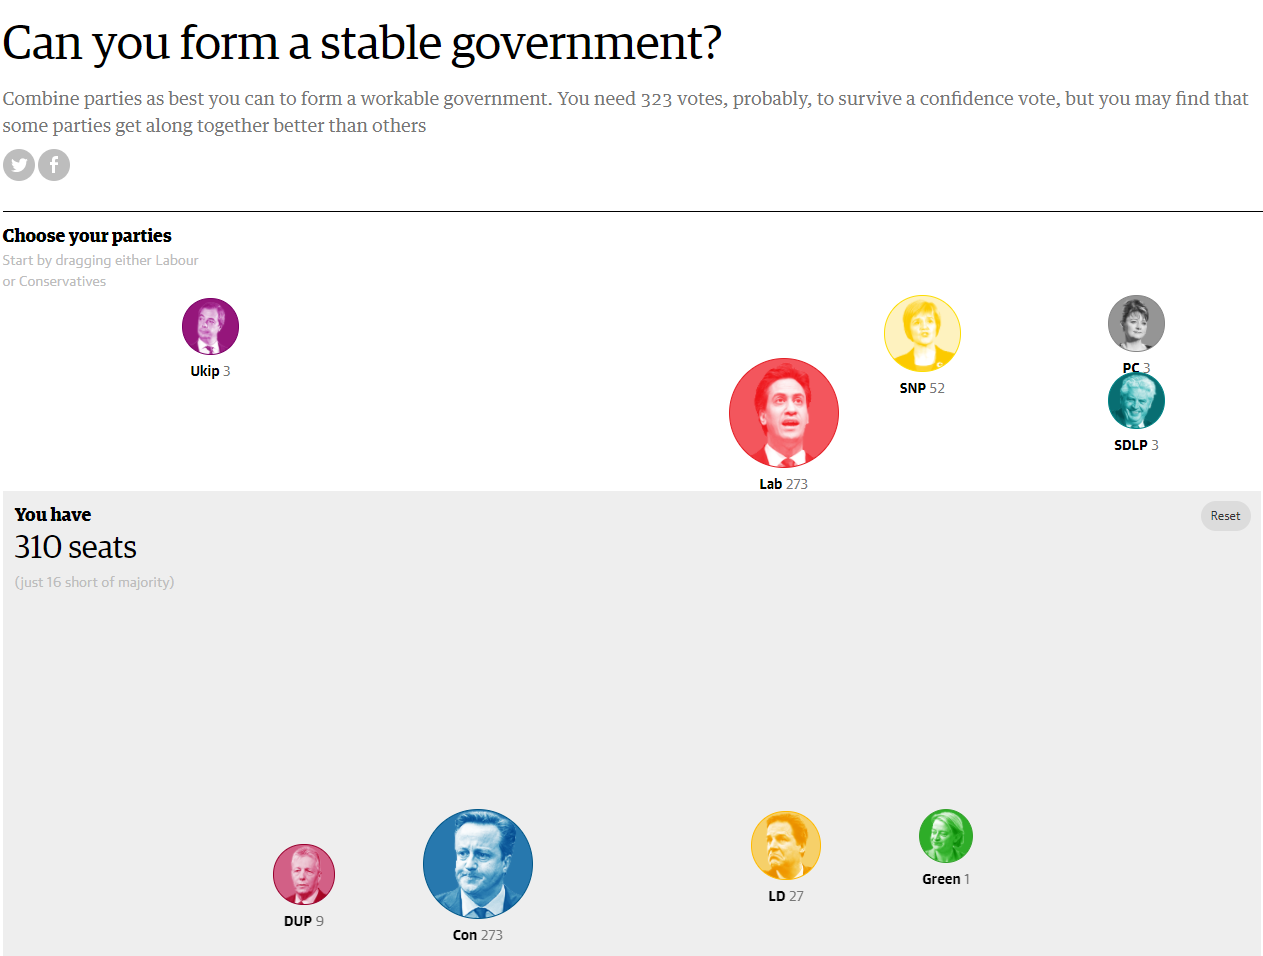 Can you form a stable government?
Combine parties as best you can to form a workable government. You need 323 votes, probably, to survive a confidence vote, but you may find that
some parties get along together better than others
Choose your parties
Start by dragging either Labour
or Conservatives
Ukip 3
SNP 52
PC 3
SDLP 3
Lab 273
You have
Reset
310 seats
(just 16 short of majority)
DUP 9
Con 273
LD 27
Green 1